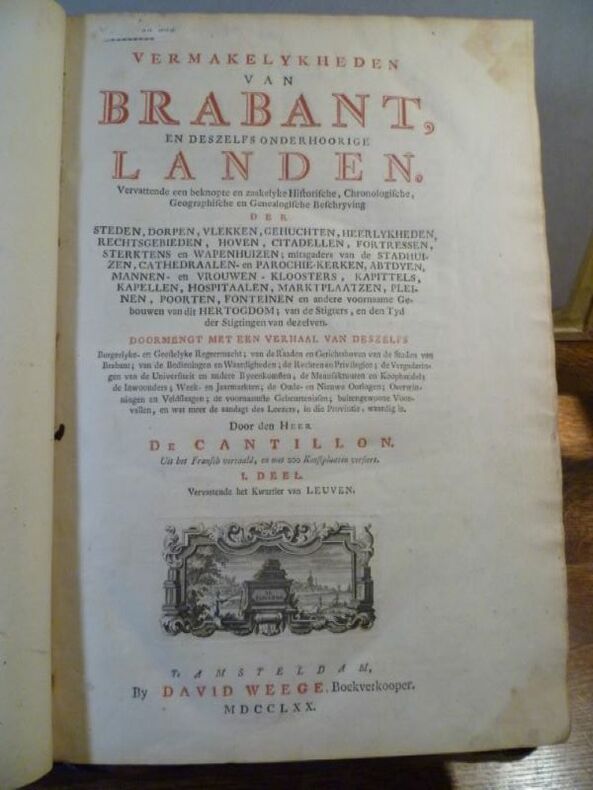 VERMAKELYKHEDEN
VAN
BRABANT,
EN DESZELFS ONDERHOORIGE
LANDEN.
Vervattende een beknopte en zaakelyke Historische, Chronologische,
Geographische en Genealogische Beschryving
DER
STEDEN, DORPEN, VLEKKEN, GEHUCHTEN, HEERLYKHEDEN,
RECHTSGEBIEDEN, HOVEN, CITADELLEN, FORTRESSEN,
STERKTENS en WAPENHUIZEN; mitsgaders van de STADHUI-
ZEN, CATHEDRAALEN- en PAROCHIE-KERKEN, ABTDYEN,
MANNEN- en VROUWEN-KLOOSTERS, KAPITTELS,
KAPELLEN, HOSPITAALEN, MARKTPLAATZEN, PLEI-
NEN, POORTEN, FONTEINEN en andere voorname Ge-
bouwen van dit HERTOGDOM; van de Stigters, en den Tyd
der Stigtingen van dezelven.
DOORMENGT MET EEN VERHAAL VAN DESZELFS
Burgerlyke- en Geestelyke Regeermacht; van de Raaden en Gerichtshoven van de Staden van
Brabant; van de Bedieningen en Waardigheden; de Rechten en Privilegien; de Vergaderin-
gen van de Universiteit en andere Byeenkomsten, de Manufaktuuren en Koophandel;
de Inwoonders; Week- en Jaarmarkten; de Oude- en Nieuwe Oorlogen; Overwin-
ningen en Veldslaagen; de voornaamste Gebeurtenissen; buitengewoone Voor-
vallen, en wat meer de aandagt des Leezers, in die Provintie, waardig is.
Door den HEER
DE CANTILLON.
Uit het Fransch vertaald, en met 200 Konstplaaten versiert.
I. DEEL.
Vervattende het Kwartier van LEUVEN.
Te AMSTELDAM,
By DAVID WEEGE, Boekverkooper.
MDCCLXX.